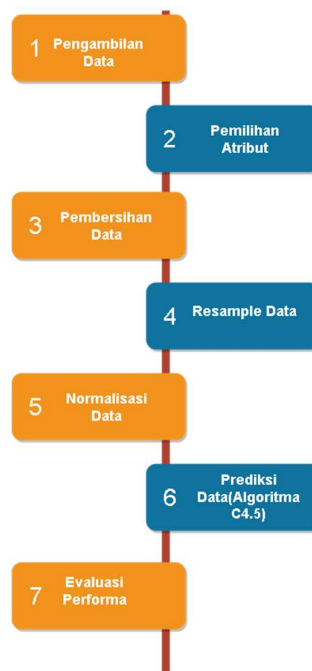 1 Pengambilan
Data
2 Pemilihan
Atribut
3 Pembersihan
Data
4 Resample Data
5 Normalisasi
Data
6 Prediksi
Data(Algoritma
C4.5)
7 Evaluasi
Performa